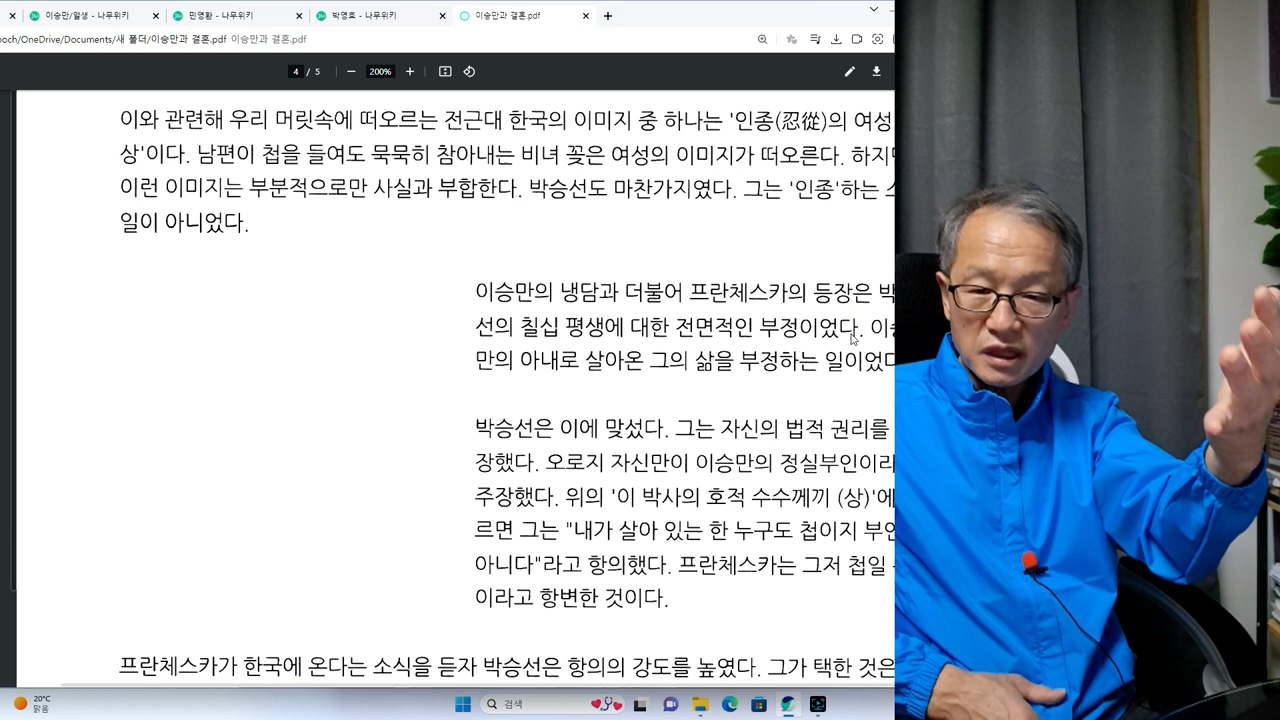 이승만/일생 - 나무위키
민영환 - 나무위키
박영효 - 나무위키
이승만과 결혼.pdf
och/OneDrive/Documents/새 폴더/이승만과 결혼.pdf 이승만과 결혼.pdf
4 / 5
200%
이와 관련해 우리 머릿속에 떠오르는 전근대 한국의 이미지 중 하나는 '인종(忍從)의 여성
상'이다. 남편이 첩을 들여도 묵묵히 참아내는 비녀 꽂은 여성의 이미지가 떠오른다.
이런 이미지는 부분적으로만 사실과 부합한다. 박승선도 마찬가지였다. 그는 '인종'하는
일이 아니었다.
이승만의 냉담과 더불어 프란체스카의 등장은
선의 칠십 평생에 대한 전면적인 부정이었다.
만의 아내로 살아온 그의 삶을 부정하는
박승선은 이에 맞섰다. 그는 자신의 법적 권리를
장했다. 오로지 자신만이 이승만의 정실부인이라
주장했다. 위의 '이 박사의 호적 수수께끼 (상)'에
르면 그는 "내가 살아 있는 한 누구도 첩이지
아니다"라고 항의했다. 프란체스카는 그저 첩일
이라고 항변한 것이다.
프란체스카가 한국에 온다는 소식을 듣자 박승선은 항의의 강도를 높였다. 그가 택한 것은
20°C
맑음
검색